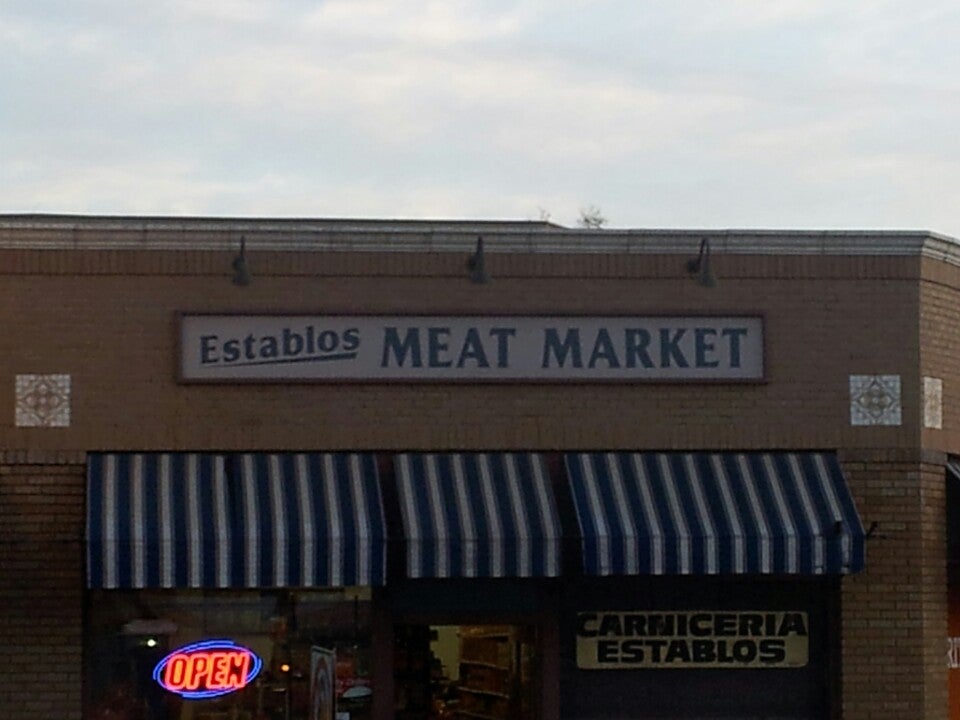 Establos MEAT MARKET
OPEN
CARNICERIA
ESTABLOS